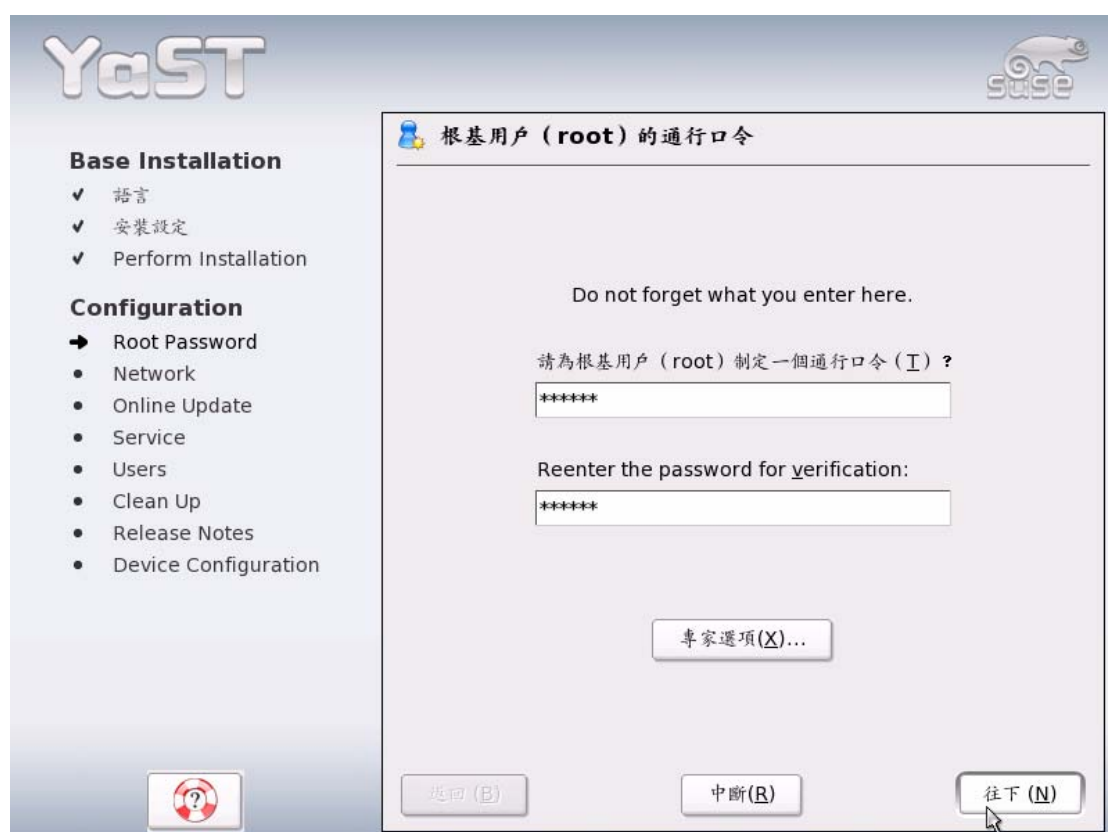 YaST
suse
Base Installation
語言
安裝設定
Perform Installation
Configuration
Root Password
Network
Online Update
Service
Users
Clean Up
Release Notes
Device Configuration
?
根基用戶（root）的通行口令
Do not forget what you enter here.
請為根基用戶（root）制定一個通行口令（T）?
******
Reenter the password for verification:
******
專家選項(X)...
返回 (B)
中斷(R)
往下 (N)